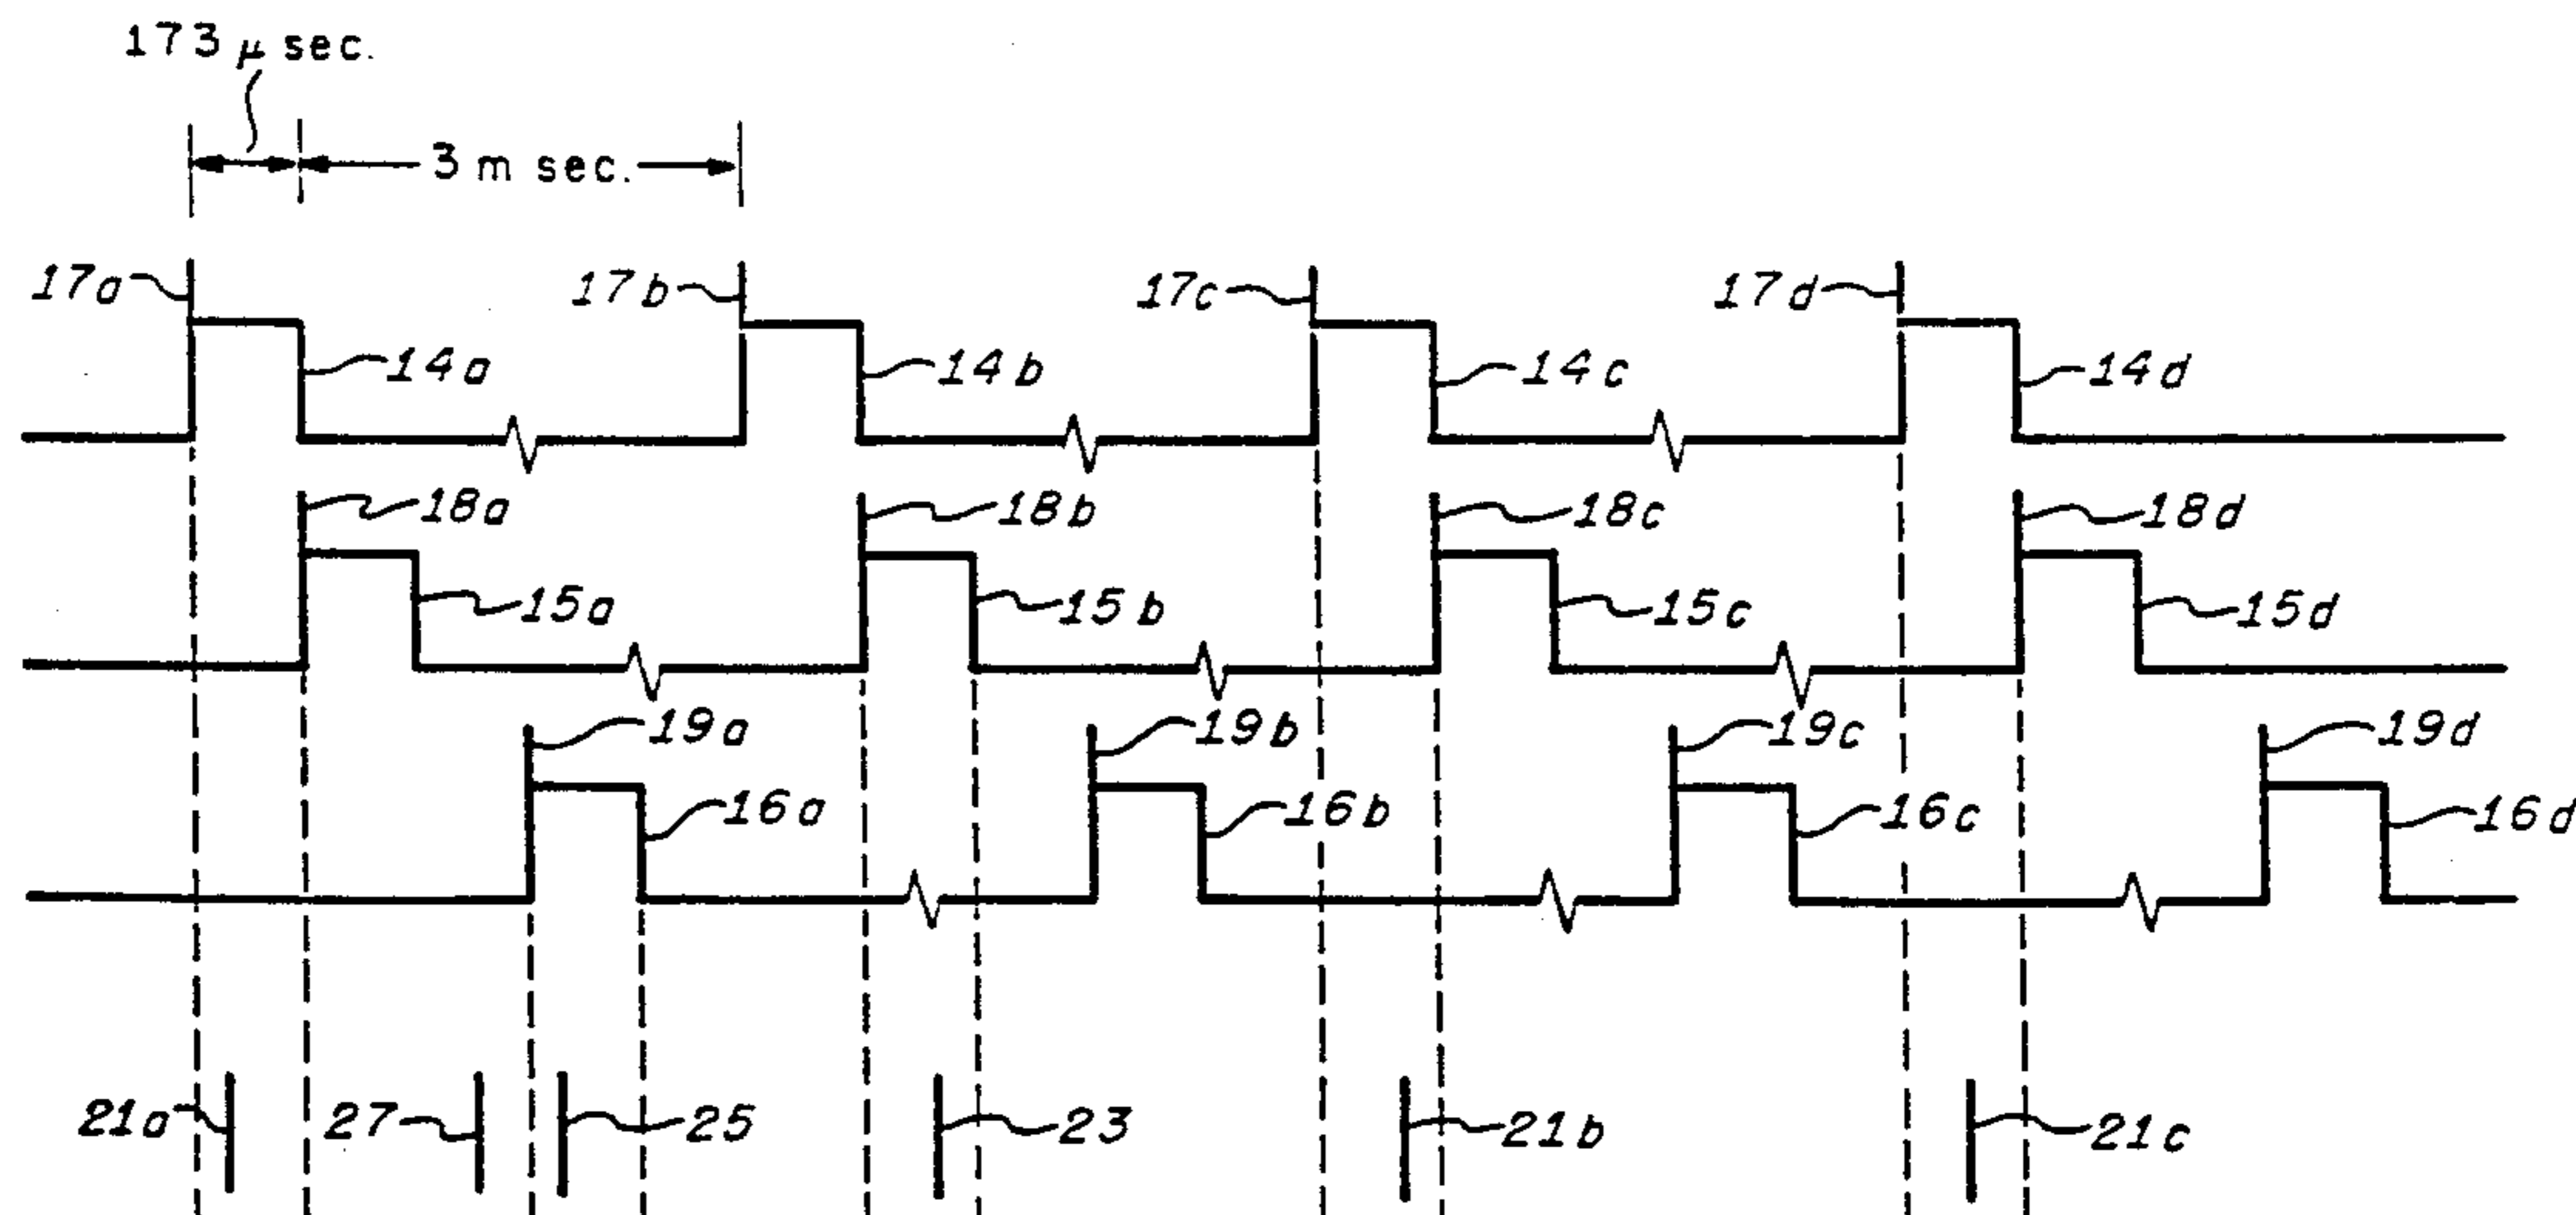 173 μ sec.
3 m sec.
17a 17b 17c 17d
14a 14b 14c 14d
18a 18b 18c 18d
15a 15b 15c 15d
19a 19b 19c 19d
16a 16b 16c 16d
21a 27 25 23 21b 21c